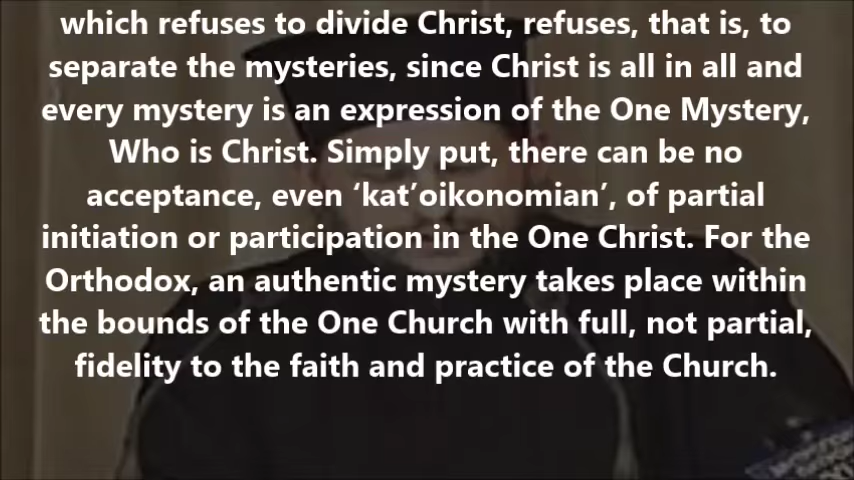 which refuses to divide Christ, refuses, that is, to
separate the mysteries, since Christ is all in all and
every mystery is an expression of the One Mystery,
Who is Christ. Simply put, there can be no
acceptance, even ‘kat’oikonomian’, of partial
initiation or participation in the One Christ. For the
Orthodox, an authentic mystery takes place within
the bounds of the One Church with full, not partial,
fidelity to the faith and practice of the Church.